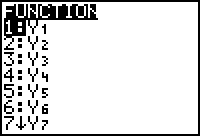 FUNCTION
1:Y₁
2:Y₂
3:Y₃
4:Y₄
5:Y₅
6:Y₆
7↓Y₇